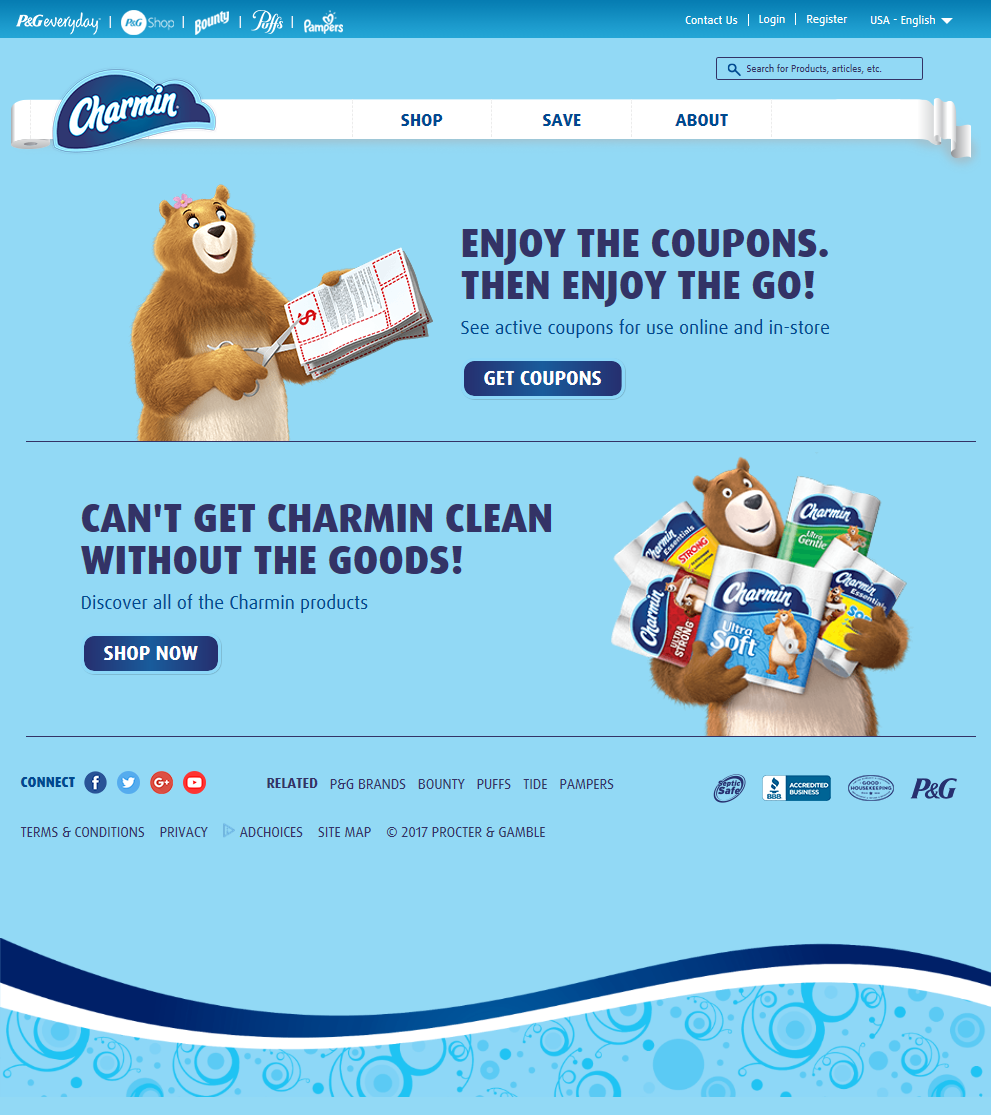 P&G everyday | P&G Shop | Bounty | Puffs | Pampers
Contact Us | Login | Register USA - English
Search for Products, articles, etc.
Charmin
SHOP SAVE ABOUT
ENJOY THE COUPONS.
THEN ENJOY THE GO!
See active coupons for use online and in-store
$
GET COUPONS
CAN'T GET CHARMIN CLEAN
WITHOUT THE GOODS!
Discover all of the Charmin products
SHOP NOW
Charmin
Essentials
STRONG
Charmin
Ultra
Gentle
Charmin
ULTRA
STRONG
Charmin
Ultra
Soft
Charmin
Essentials
CONNECT
RELATED P&G BRANDS BOUNTY PUFFS TIDE PAMPERS
Septic
Safe
BBB
ACCREDITED
BUSINESS
GOOD
HOUSEKEEPING
P&G
TERMS & CONDITIONS PRIVACY ADCHOICES SITE MAP © 2017 PROCTER & GAMBLE